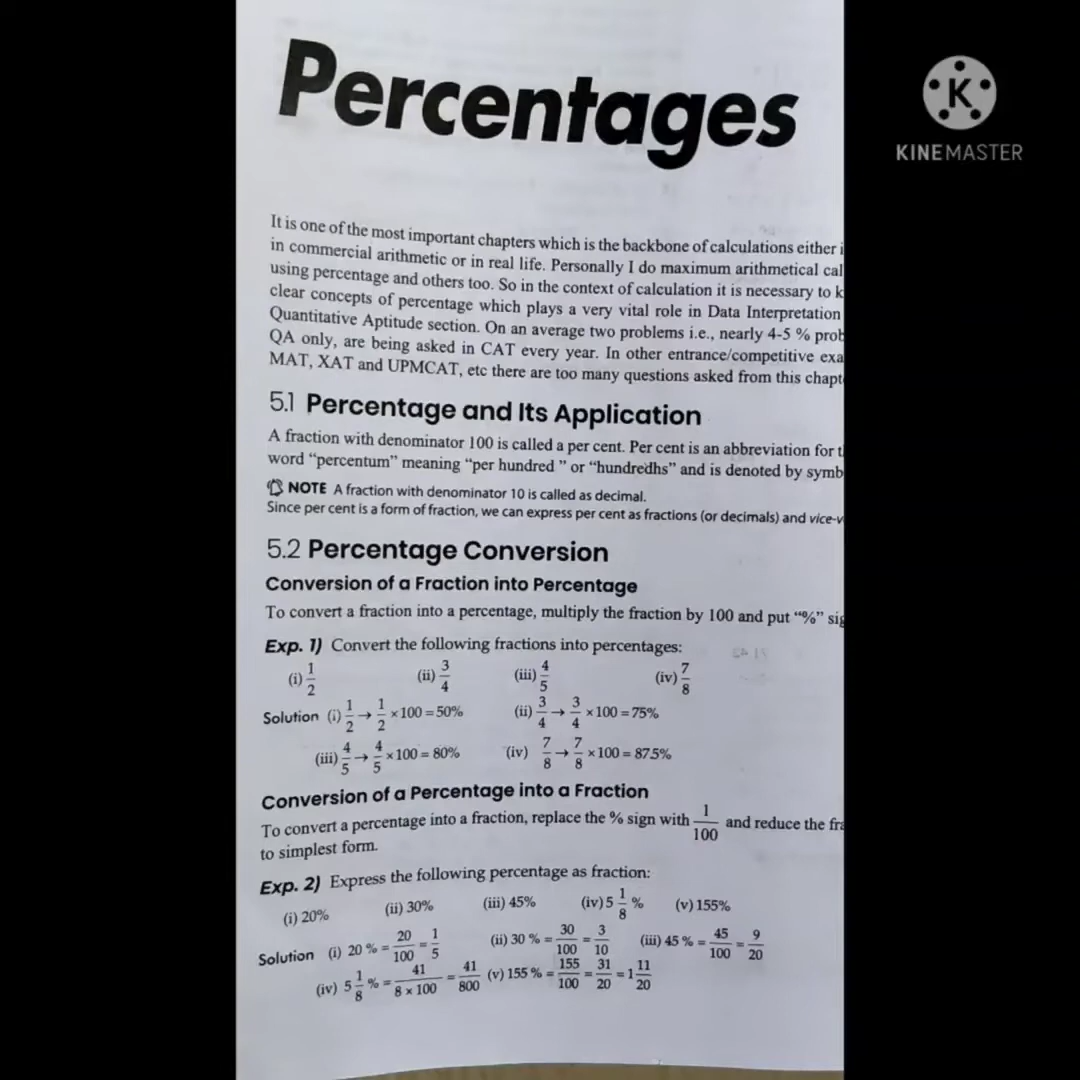 Percentages
K
KINEMASTER
It is one of the most important chapters which is the backbone of calculations either
in commercial arithmetic or in real life. Personally I do maximum arithmetical cal
using percentage and others too. So in the context of calculation it is necessary to k
clear concepts of percentage which plays a very vital role in Data Interpretation
Quantitative Aptitude section. On an average two problems i.e., nearly 4-5 % prob
QA only, are being asked in CAT every year. In other entrance/competitive exa
MAT, XAT and UPMCAT, etc there are too many questions asked from this chapt
5.1 Percentage and Its Application
A fraction with denominator 100 is called a per cent. Per cent is an abbreviation for t
word “percentum” meaning “per hundred ” or “hundredhs” and is denoted by symb
NOTE A fraction with denominator 10 is called as decimal.
Since per cent is a form of fraction, we can express per cent as fractions (or decimals) and vice-v
5.2 Percentage Conversion
Conversion of a Fraction into Percentage
To convert a fraction into a percentage, multiply the fraction by 100 and put “%” sig
Exp. 1) Convert the following fractions into percentages:
(i) 1/2 (ii) 3/4 (iii) 4/5 (iv) 7/8
Solution (i) 1/2 → 1/2 ×100 = 50% (ii) 3/4 → 3/4 ×100 = 75%
(iii) 4/5 → 4/5 ×100 = 80% (iv) 7/8 → 7/8 ×100 = 87.5%
Conversion of a Percentage into a Fraction
To convert a percentage into a fraction, replace the % sign with 1/100 and reduce the fra
to simplest form.
Exp. 2) Express the following percentage as fraction:
(i) 20% (ii) 30% (iii) 45% (iv) 5 1/8 % (v) 155%
Solution (i) 20 % = 20/100 = 1/5 (ii) 30 % = 30/100 = 3/10 (iii) 45 % = 45/100 = 9/20
(iv) 5 1/8 % = 41/8 × 100 = 41/800 (v) 155 % = 155/100 = 31/20 = 1 11/20